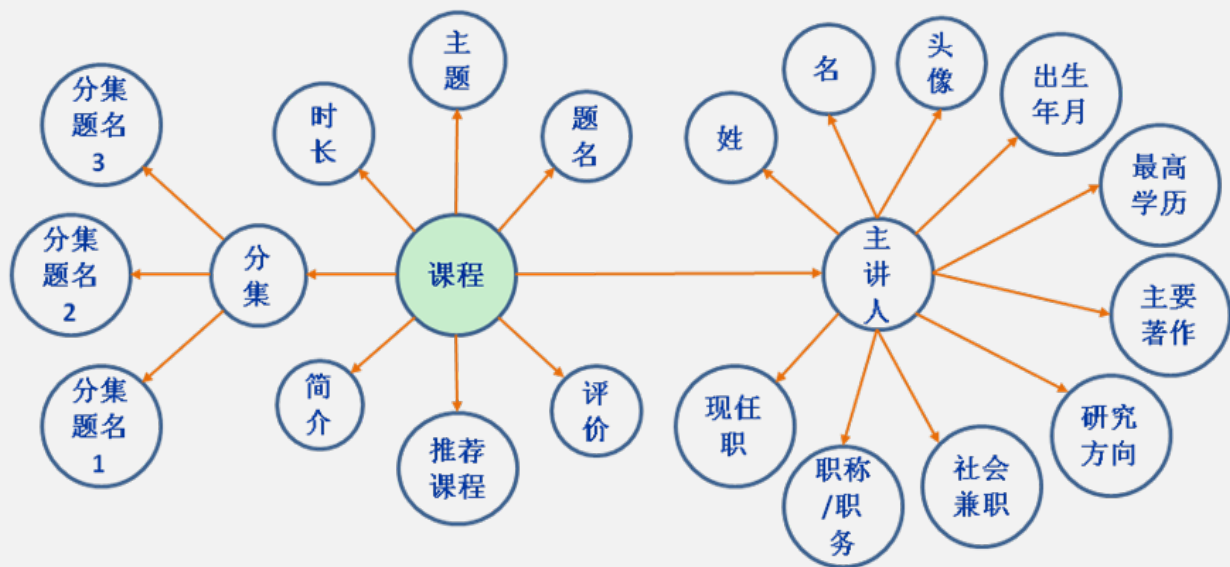 主
题
名
头
像
出生
年月
分集
题名
3
时
长
题
名
姓
最高
学历
分集
题名
2
分
集
课程
主
讲
人
主要
著作
分集
题名
1
简
介
推荐
课程
评
价
现任
职
职称
/职
务
社会
兼职
研究
方向